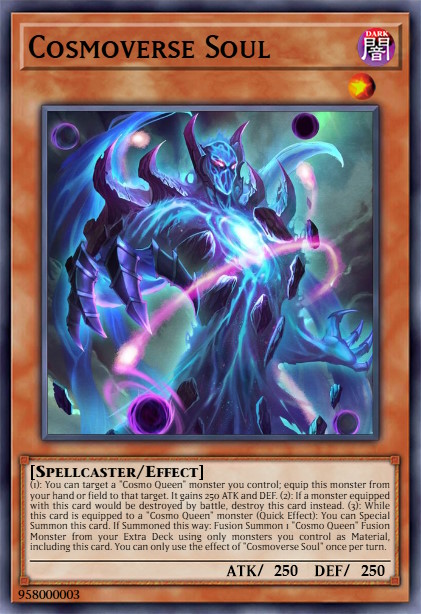 Cosmoverse Soul
DARK
闇
[Spellcaster/Effect]
(1): You can target a "Cosmo Queen" monster you control; equip this monster from
your hand or field to that target. It gains 250 ATK and DEF. (2): If a monster equipped
with this card would be destroyed by battle, destroy this card instead. (3): While
this card is equipped to a "Cosmo Queen" monster (Quick Effect): You can Special
Summon this card. If Summoned this way: Fusion Summon 1 "Cosmo Queen" Fusion
Monster from your Extra Deck using only monsters you control as Material,
including this card. You can only use the effect of "Cosmoverse Soul" once per turn.
ATK/ 250 DEF/ 250
958000003